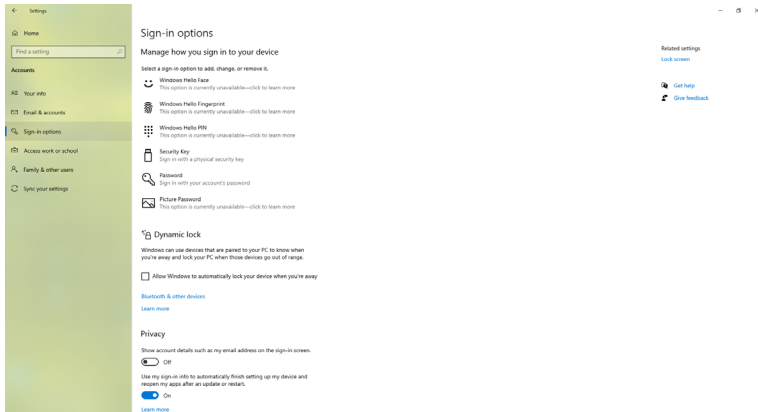 Settings
Home
Find a setting
Accounts
Your info
Email & accounts
Sign-in options
Access work or school
Family & other users
Sync your settings
Sign-in options
Manage how you sign in to your device
Select a sign-in option to add, change, or remove it.
Windows Hello Face
This option is currently unavailable—click to learn more
Windows Hello Fingerprint
This option is currently unavailable—click to learn more
Windows Hello PIN
This option is currently unavailable—click to learn more
Security Key
Sign in with a physical security key
Password
Sign in with your account's password
Picture Password
This option is currently unavailable—click to learn more
Dynamic lock
Windows can use devices that are paired to your PC to know when
you're away and lock your PC when those devices go out of range.
Allow Windows to automatically lock your device when you're away
Bluetooth & other devices
Learn more
Privacy
Show account details such as my email address on the sign-in screen.
Off
Use my sign-in info to automatically finish setting up my device and
reopen my apps after an update or restart.
On
Learn more
Related settings
Lock screen
Get help
Give feedback